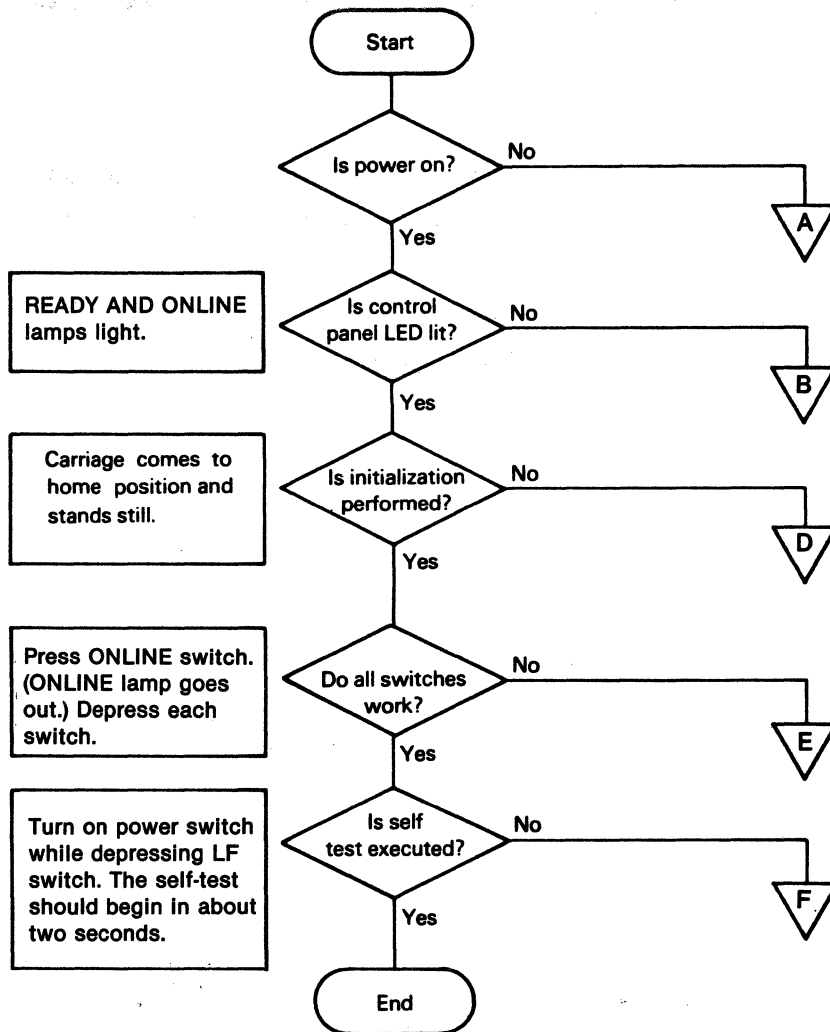 Start
Is power on?
No
A
Yes
READY AND ONLINE
lamps light.
Is control
panel LED lit?
No
B
Yes
Carriage comes to
home position and
stands still.
Is initialization
performed?
No
D
Yes
Press ONLINE switch.
(ONLINE lamp goes
out.) Depress each
switch.
Do all switches
work?
No
E
Yes
Turn on power switch
while depressing LF
switch. The self-test
should begin in about
two seconds.
Is self
test executed?
No
F
Yes
End